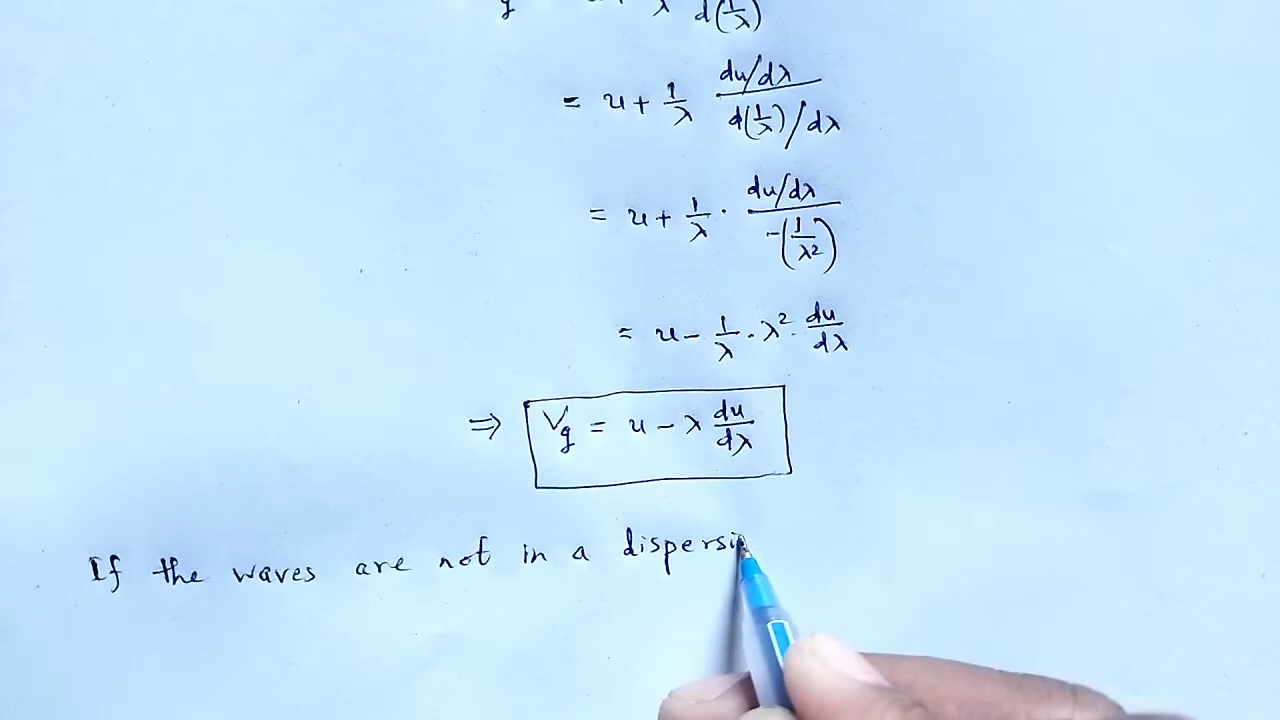 = u + 1/λ (du/dλ)/(d(1/λ)/dλ)
= u + 1/λ · (du/dλ)/(-(1/λ²))
= u - 1/λ · λ² · du/dλ
⇒ Vg = u - λ du/dλ
If the waves are not in a dispersi